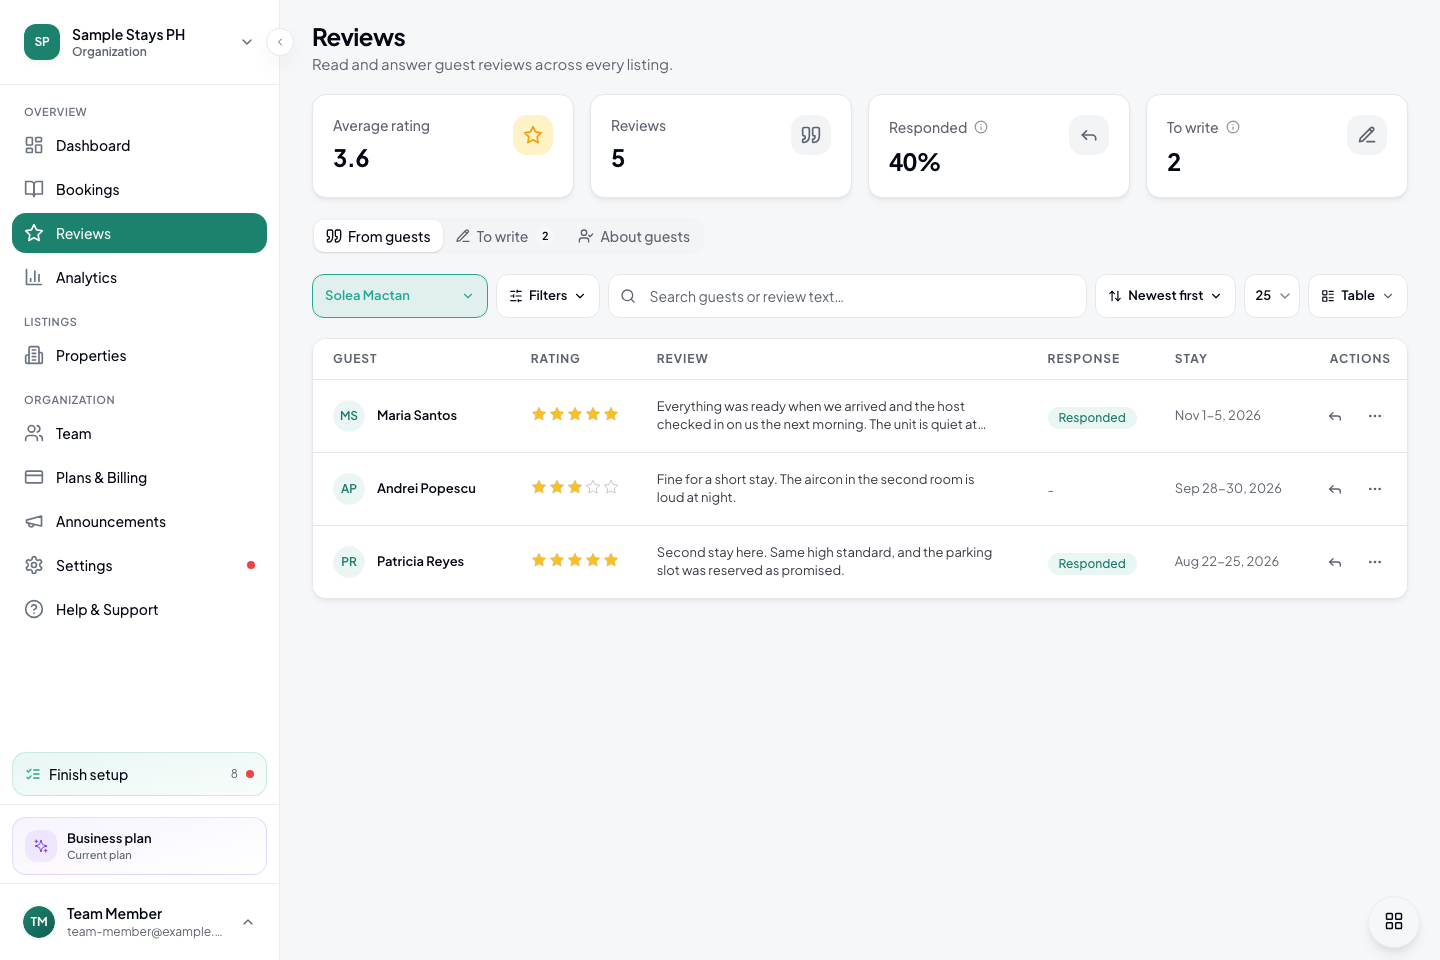 SP
Sample Stays PH
Organization
OVERVIEW
Dashboard
Bookings
Reviews
Analytics
LISTINGS
Properties
ORGANIZATION
Team
Plans & Billing
Announcements
Settings
Help & Support
Finish setup
8
Business plan
Current plan
TM
Team Member
team-member@example....
Reviews
Read and answer guest reviews across every listing.
Average rating
3.6
Reviews
5
Responded
40%
To write
2
From guests
To write 2
About guests
Solea Mactan
Filters
Search guests or review text...
Newest first
25
Table
GUEST RATING REVIEW RESPONSE STAY ACTIONS
MS
Maria Santos
Everything was ready when we arrived and the host
checked in on us the next morning. The unit is quiet at...
Responded
Nov 1–5, 2026
AP
Andrei Popescu
Fine for a short stay. The aircon in the second room is
loud at night.
-
Sep 28–30, 2026
PR
Patricia Reyes
Second stay here. Same high standard, and the parking
slot was reserved as promised.
Responded
Aug 22–25, 2026